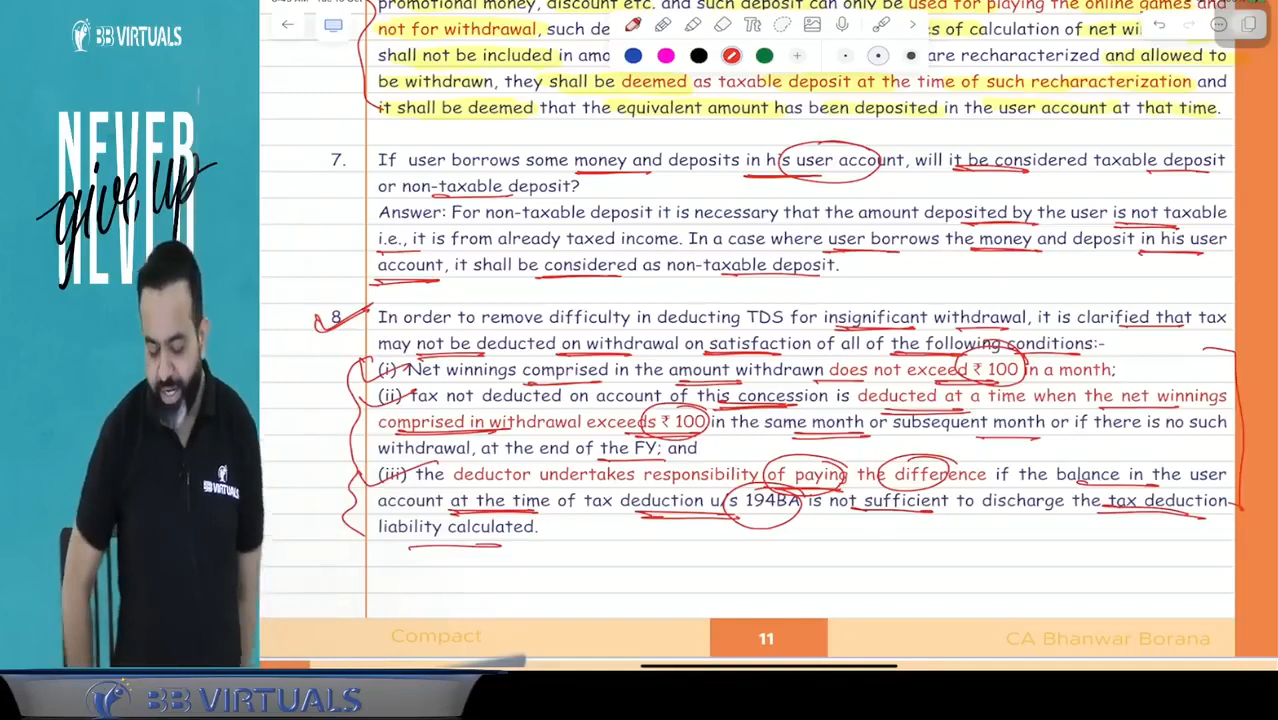 BB VIRTUALS
NEVER
give up
NEVER
promotional money, discount etc. and such deposit can only be used for playing the online games and
not for withdrawal, such de
es of calculation of net wi
shall not be included in amo
are recharacterized and allowed to
be withdrawn, they shall be deemed as taxable deposit at the time of such recharacterization and
it shall be deemed that the equivalent amount has been deposited in the user account at that time.
7. If user borrows some money and deposits in his user account, will it be considered taxable deposit
or non-taxable deposit?
Answer: For non-taxable deposit it is necessary that the amount deposited by the user is not taxable
i.e., it is from already taxed income. In a case where user borrows the money and deposit in his user
account, it shall be considered as non-taxable deposit.
8. In order to remove difficulty in deducting TDS for insignificant withdrawal, it is clarified that tax
may not be deducted on withdrawal on satisfaction of all of the following conditions:-
(i) Net winnings comprised in the amount withdrawn does not exceed ₹ 100 in a month;
(ii) tax not deducted on account of this concession is deducted at a time when the net winnings
comprised in withdrawal exceeds ₹ 100 in the same month or subsequent month or if there is no such
withdrawal, at the end of the FY; and
(iii) the deductor undertakes responsibility of paying the difference if the balance in the user
account at the time of tax deduction u/s 194BA is not sufficient to discharge the tax deduction
liability calculated.
Compact
11
CA Bhanwar Borana
BB VIRTUALS
BB VIRTUALS